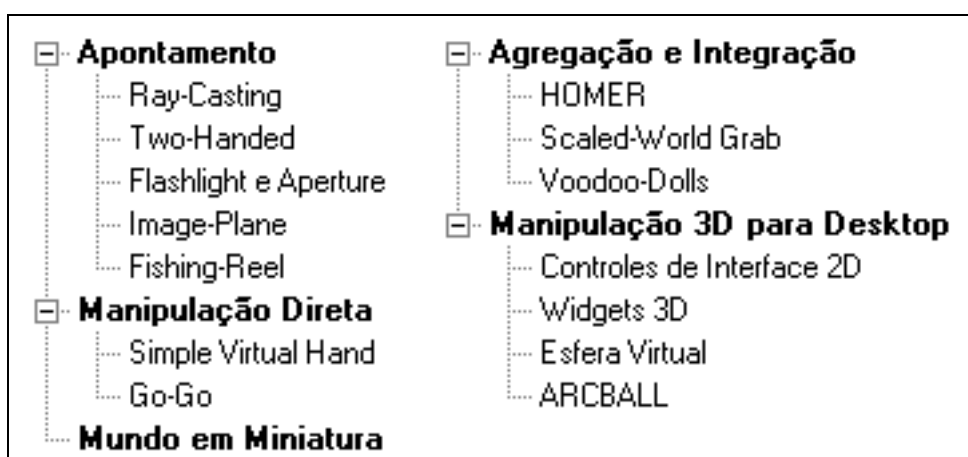 Apontamento
Ray-Casting
Two-Handed
Flashlight e Aperture
Image-Plane
Fishing-Reel
Manipulação Direta
Simple Virtual Hand
Go-Go
Mundo em Miniatura
Agregação e Integração
HOMER
Scaled-World Grab
Voodoo-Dolls
Manipulação 3D para Desktop
Controles de Interface 2D
Widgets 3D
Esfera Virtual
ARCBALL